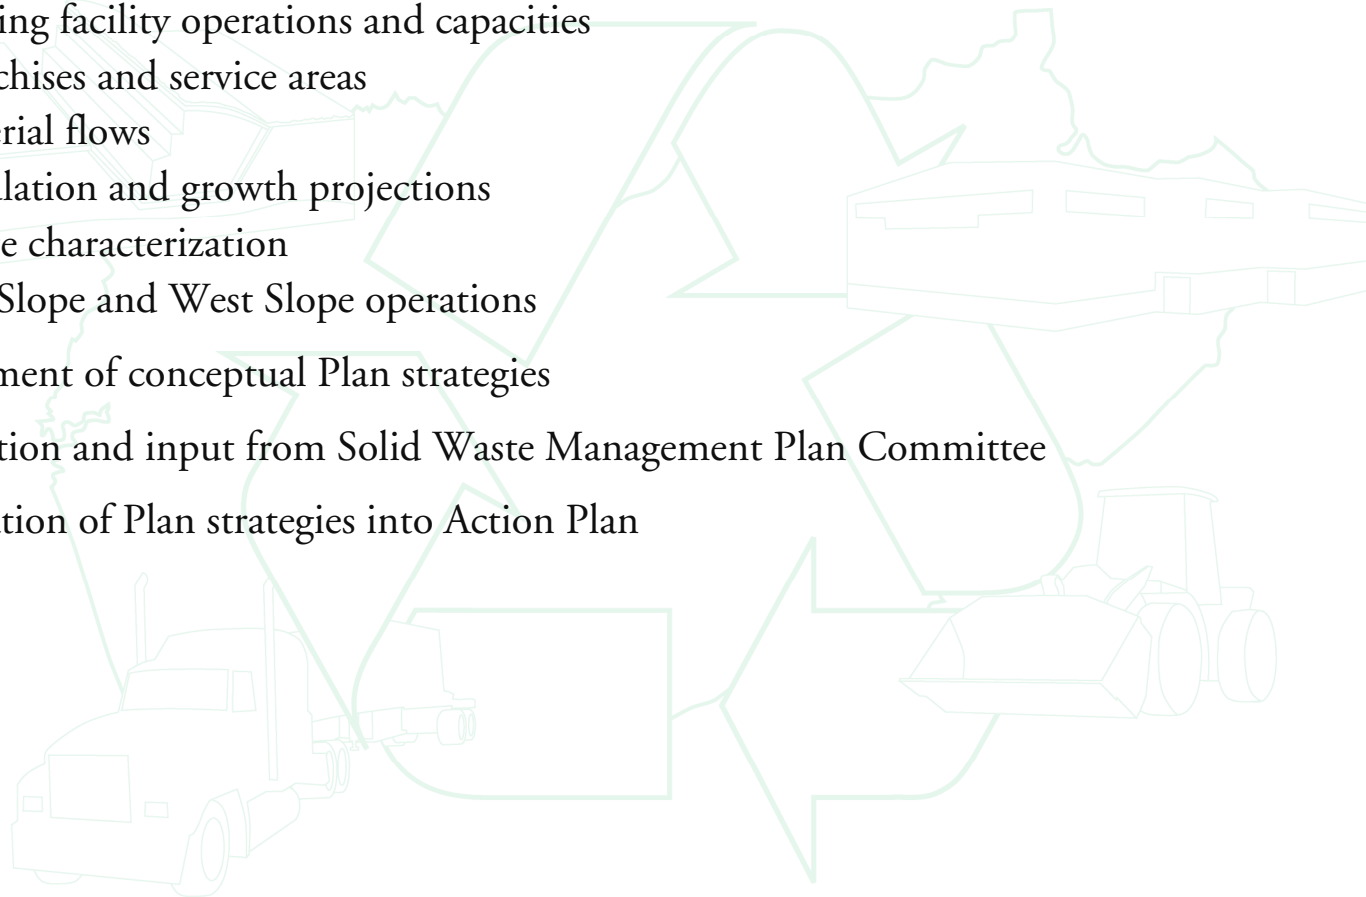 ing facility operations and capacities
chises and service areas
erial flows
lation and growth projections
e characterization
Slope and West Slope operations
ment of conceptual Plan strategies
tion and input from Solid Waste Management Plan Committee
tion of Plan strategies into Action Plan